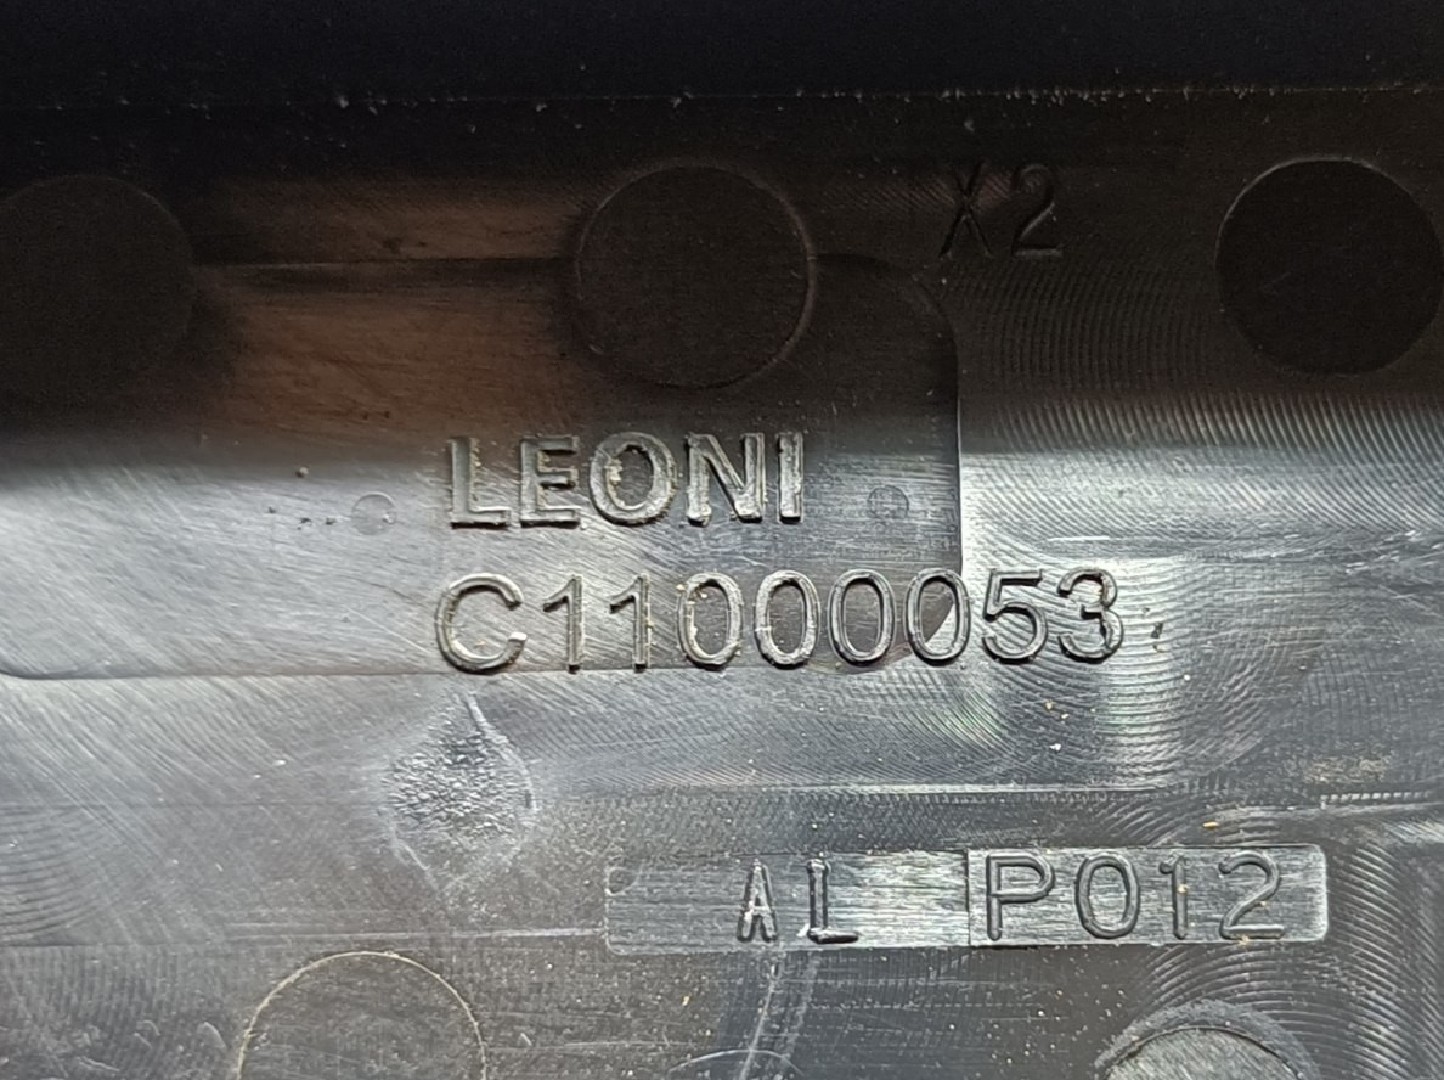 X2
LEONI
C11000053
AL P012